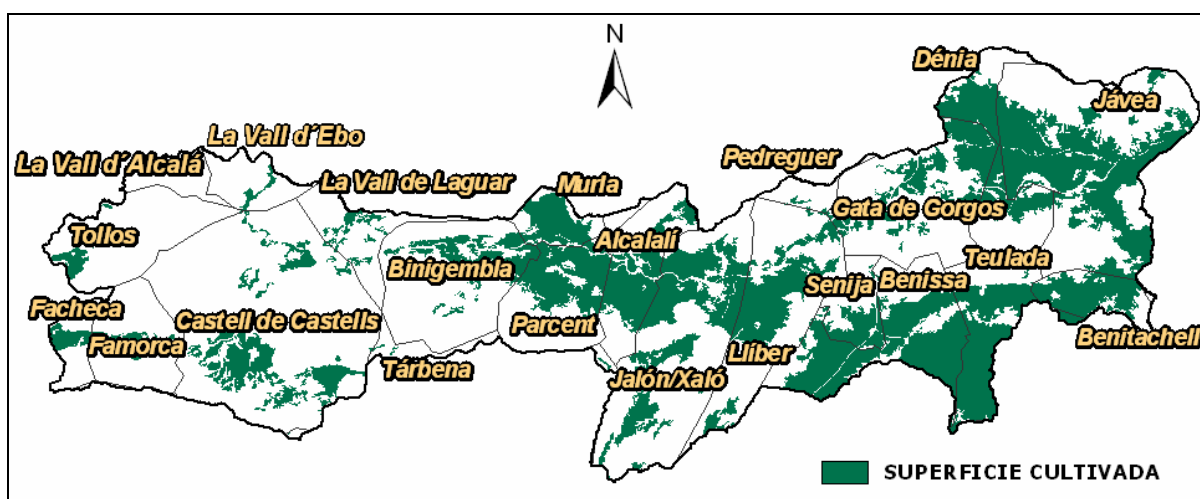 N
Dénia
Jávea
La Vall d´Ebo
La Vall d´Alcalá
Pedreguer
La Vall de Laguar
Murla
Gata de Gorgos
Tollos
Alcalalí
Teulada
Binigembla
Senija
Benissa
Facheca
Castell de Castells
Parcent
Famorca
Benitachell
Llíber
Tárbena
Jalón/Xaló
SUPERFICIE CULTIVADA